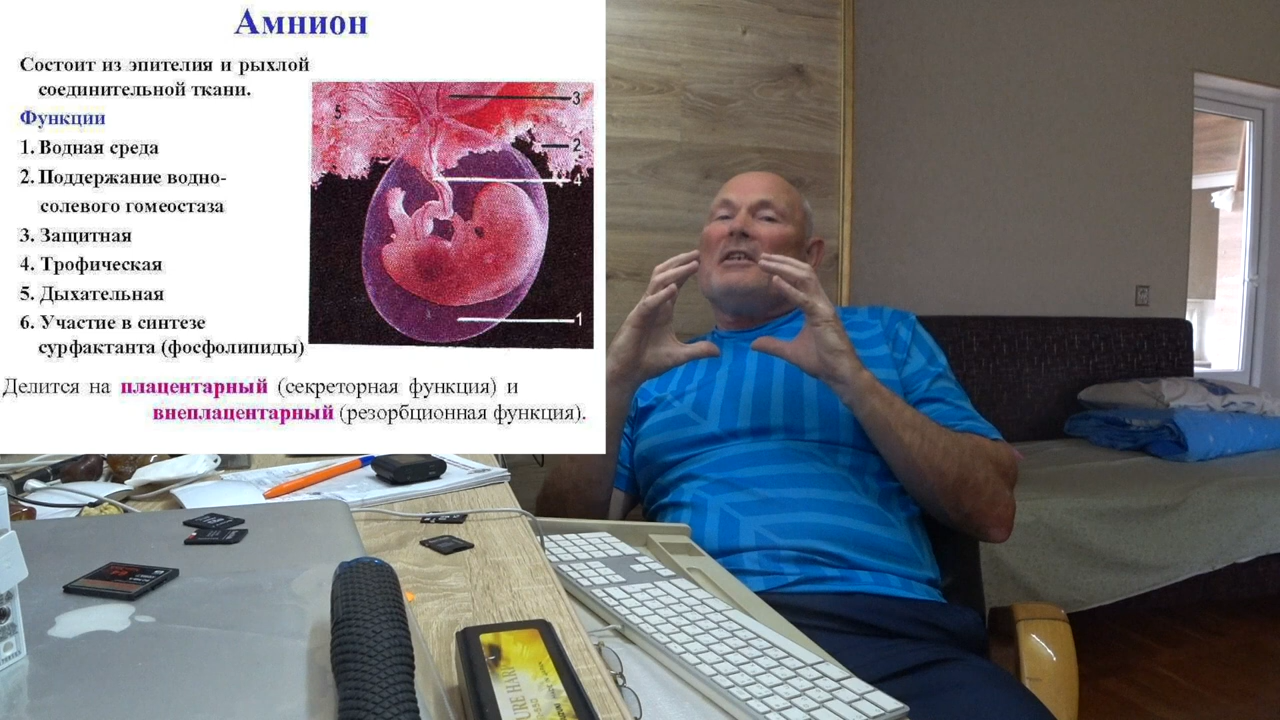 Амнион
Состоит из эпителия и рыхлой
соединительной ткани.
Функции
1. Водная среда
2. Поддержание водно-
солевого гомеостаза
3. Защитная
4. Трофическая
5. Дыхательная
6. Участие в синтезе
сурфактанта (фосфолипиды)
Делится на плацентарный (секреторная функция) и
внеплацентарный (резорбционная функция).
5
3
2
4
1